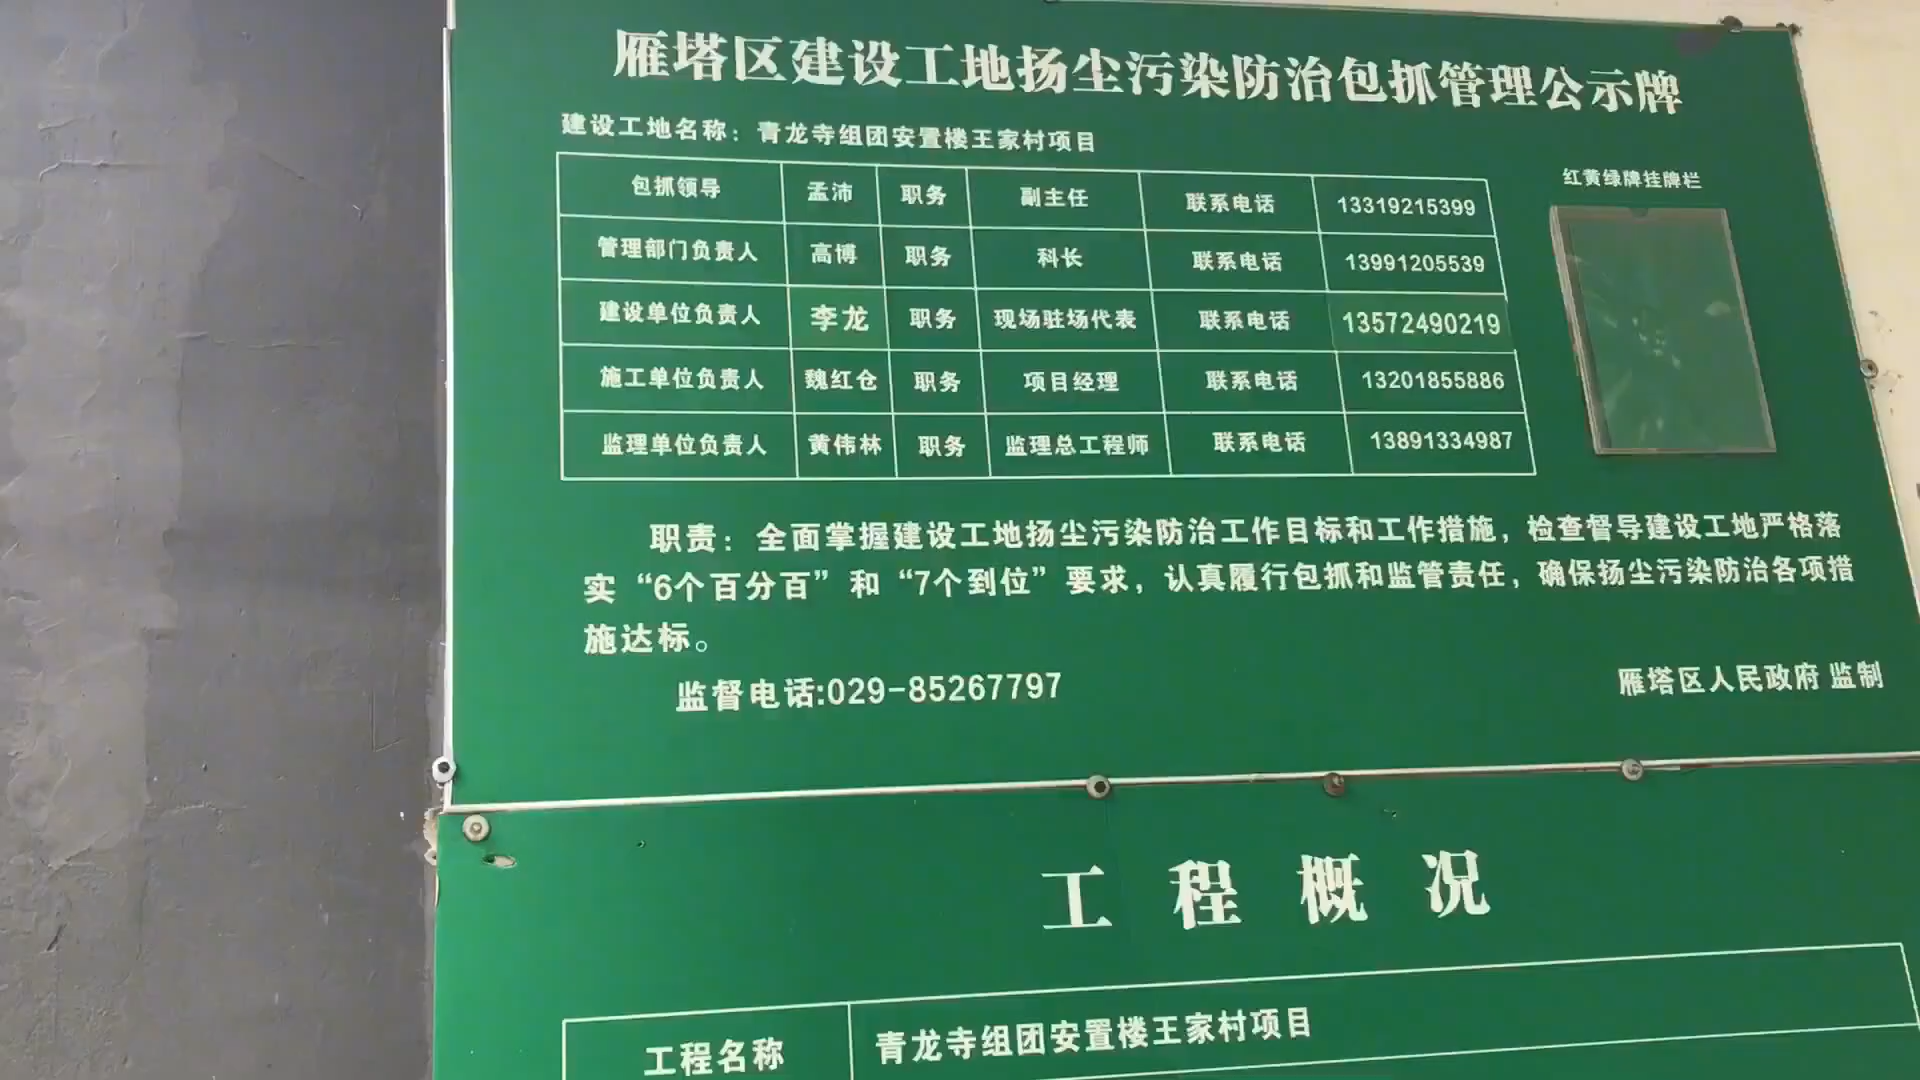 雁塔区建设工地扬尘污染防治包抓管理公示牌
建设工地名称：青龙寺组团安置楼王家村项目
红黄绿牌挂牌栏
包抓领导 孟沛 职务 副主任 联系电话 13319215399
管理部门负责人 高博 职务 科长 联系电话 13991205539
建设单位负责人 李龙 职务 现场驻场代表 联系电话 13572490219
施工单位负责人 魏红仓 职务 项目经理 联系电话 13201855886
监理单位负责人 黄伟林 职务 监理总工程师 联系电话 13891334987
职责：全面掌握建设工地扬尘污染防治工作目标和工作措施，检查督导建设工地严格落
实“6个百分百”和“7个到位”要求，认真履行包抓和监管责任，确保扬尘污染防治各项措
施达标。
监督电话:029-85267797
雁塔区人民政府 监制
工程概况
工程名称 青龙寺组团安置楼王家村项目